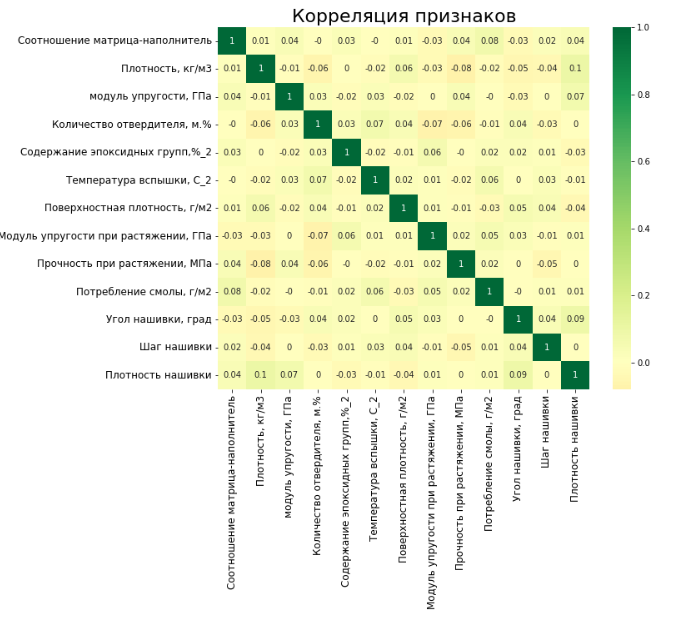 Корреляция признаков
Соотношение матрица-наполнитель 1 0.01 0.04 -0 0.03 -0 0.01 -0.03 0.04 0.08 -0.03 0.02 0.04
Плотность, кг/м3 0.01 1 -0.01 -0.06 0 -0.02 0.06 -0.03 -0.08 -0.02 -0.05 -0.04 0.1
модуль упругости, ГПа 0.04 -0.01 1 0.03 -0.02 0.03 -0.02 0 0.04 -0 -0.03 0 0.07
Количество отвердителя, м.% -0 -0.06 0.03 1 0.03 0.07 0.04 -0.07 -0.06 -0.01 0.04 -0.03 0
Содержание эпоксидных групп,%_2 0.03 0 -0.02 0.03 1 -0.02 -0.01 0.06 -0 0.02 0.02 0.01 -0.03
Температура вспышки, С_2 -0 -0.02 0.03 0.07 -0.02 1 0.02 0.01 -0.02 0.06 0 0.03 -0.01
Поверхностная плотность, г/м2 0.01 0.06 -0.02 0.04 -0.01 0.02 1 0.01 -0.01 -0.03 0.05 0.04 -0.04
Модуль упругости при растяжении, ГПа -0.03 -0.03 0 -0.07 0.06 0.01 0.01 1 0.02 0.05 0.03 -0.01 0.01
Прочность при растяжении, МПа 0.04 -0.08 0.04 -0.06 -0 -0.02 -0.01 0.02 1 0.02 0 -0.05 0
Потребление смолы, г/м2 0.08 -0.02 -0 -0.01 0.02 0.06 -0.03 0.05 0.02 1 -0 0.01 0.01
Угол нашивки, град -0.03 -0.05 -0.03 0.04 0.02 0 0.05 0.03 0 -0 1 0.04 0.09
Шаг нашивки 0.02 -0.04 0 -0.03 0.01 0.03 0.04 -0.01 -0.05 0.01 0.04 1 0
Плотность нашивки 0.04 0.1 0.07 0 -0.03 -0.01 -0.04 0.01 0 0.01 0.09 0 1
Соотношение матрица-наполнитель
Плотность, кг/м3
модуль упругости, ГПа
Количество отвердителя, м.%
Содержание эпоксидных групп,%_2
Температура вспышки, С_2
Поверхностная плотность, г/м2
Модуль упругости при растяжении, ГПа
Прочность при растяжении, МПа
Потребление смолы, г/м2
Угол нашивки, град
Шаг нашивки
Плотность нашивки
1.0
0.8
0.6
0.4
0.2
0.0